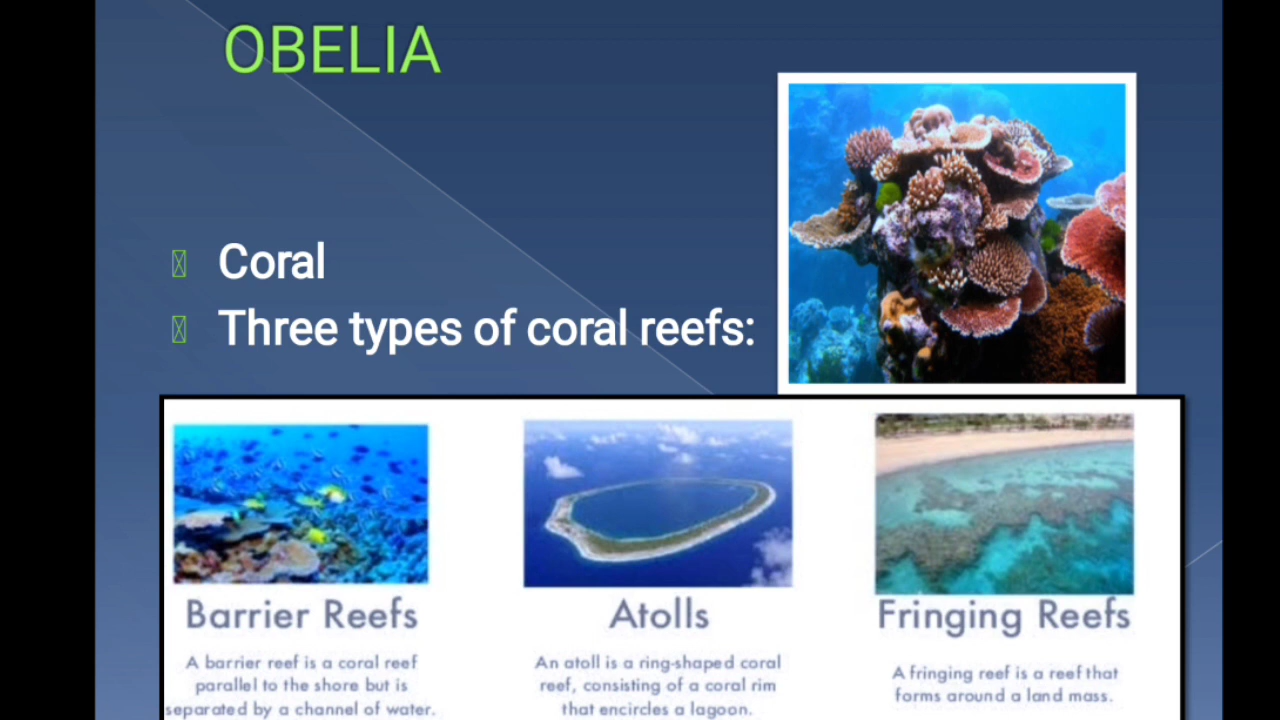 OBELIA
Coral
Three types of coral reefs:
Barrier Reefs
A barrier reef is a coral reef
parallel to the shore but is
separated by a channel of water.
Atolls
An atoll is a ring-shaped coral
reef, consisting of a coral rim
that encircles a lagoon.
Fringing Reefs
A fringing reef is a reef that
forms around a land mass.